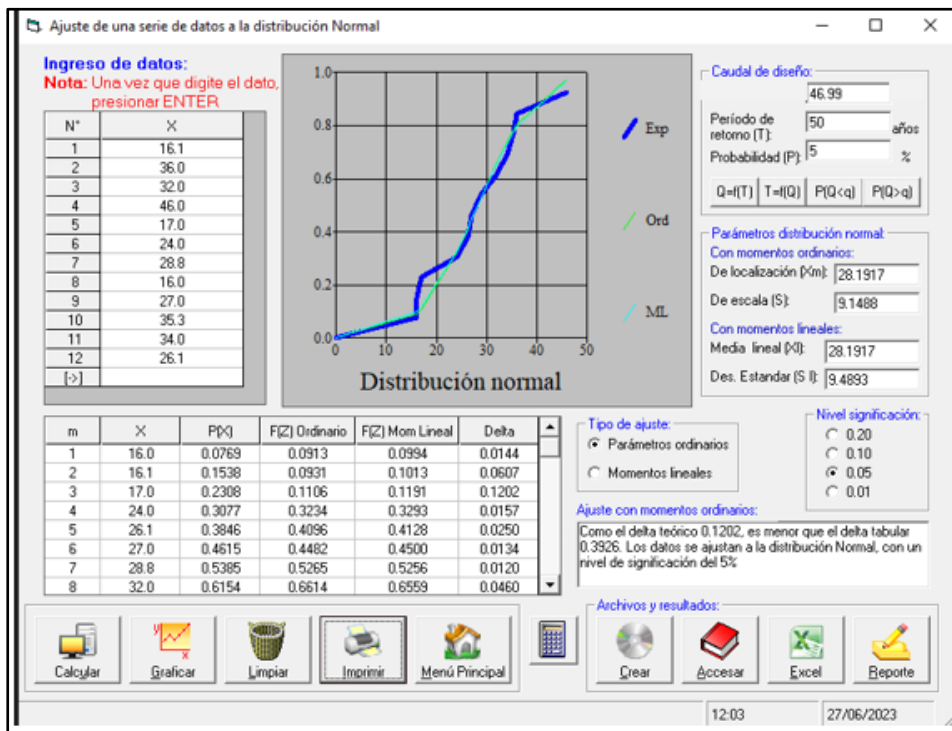 Ajuste de una serie de datos a la distribución Normal
Ingreso de datos:
Nota: Una vez que digite el dato,
presionar ENTER
N° X
1 16.1
2 36.0
3 32.0
4 46.0
5 17.0
6 24.0
7 28.8
8 16.0
9 27.0
10 35.3
11 34.0
12 26.1
[->]
1.0
0.8
0.6
0.4
0.2
0.0
0 10 20 30 40 50
Distribución normal
Exp
Ord
ML
Caudal de diseño:
46.99
Período de
retorno (T): 50 años
Probabilidad (P): 5 %
Q=f(T) T=f(Q) P(Q<q) P(Q>q)
Parámetros distribución normal:
Con momentos ordinarios:
De localización (Xm): 28.1917
De escala (S): 9.1488
Con momentos lineales:
Media lineal (Xl): 28.1917
Des. Estandar (S l): 9.4893
m X P(X) F(Z) Ordinario F(Z) Mom Lineal Delta
1 16.0 0.0769 0.0913 0.0994 0.0144
2 16.1 0.1538 0.0931 0.1013 0.0607
3 17.0 0.2308 0.1106 0.1191 0.1202
4 24.0 0.3077 0.3234 0.3293 0.0157
5 26.1 0.3846 0.4096 0.4128 0.0250
6 27.0 0.4615 0.4482 0.4500 0.0134
7 28.8 0.5385 0.5265 0.5256 0.0120
8 32.0 0.6154 0.6614 0.6559 0.0460
Tipo de ajuste:
Parámetros ordinarios
Momentos lineales
Nivel significación:
0.20
0.10
0.05
0.01
Ajuste con momentos ordinarios:
Como el delta teórico 0.1202, es menor que el delta tabular
0.3926. Los datos se ajustan a la distribución Normal, con un
nivel de significación del 5%
Calcular Graficar Limpiar Imprimir Menú Principal
Archivos y resultados:
Crear Accesar Excel Reporte
12:03 27/06/2023